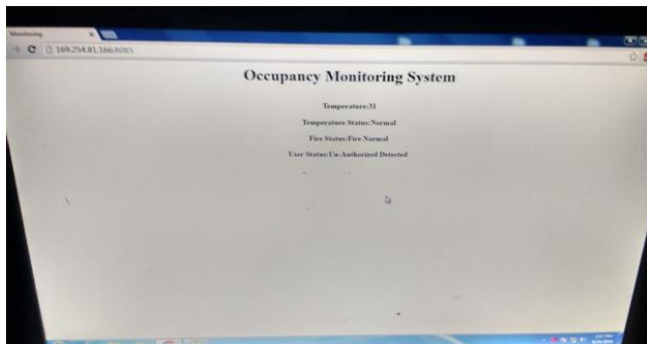 Monitoring
169.254.81.166:8085
Occupancy Monitoring System
Temperature:31
Temperature Status:Normal
Fire Status:Fire Normal
User Status:Un-Authorized Detected